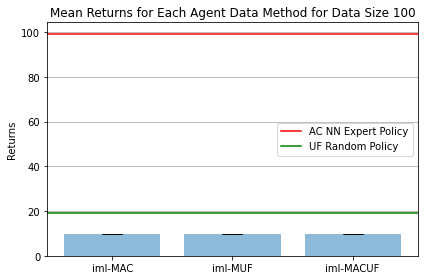 Mean Returns for Each Agent Data Method for Data Size 100
100
80
60
40
20
0
Returns
AC NN Expert Policy
UF Random Policy
iml-MAC
iml-MUF
iml-MACUF